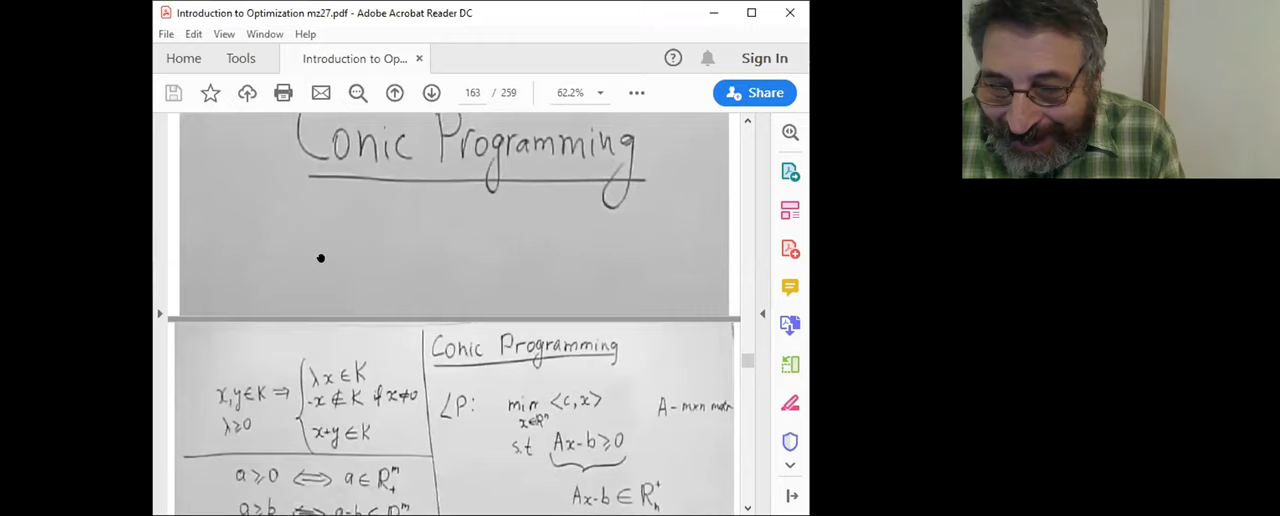 Introduction to Optimization mz27.pdf - Adobe Acrobat Reader DC
File Edit View Window Help
Home Tools Introduction to Op... × Sign In
163 / 259 62.2% Share
Conic Programming
Conic Programming
x,y∈K ⇒ { λx∈K
-x∉K if x≠0
λ≥0
x+y∈K
LP: min <c,x> A - m×n matr
x∈Rⁿ
s.t Ax-b≥0
a≥0 ⟺ a∈R₊ᵐ
Ax-b ∈ R₊ₙ
a≥b ⟺ a-b∈R₊ᵐ